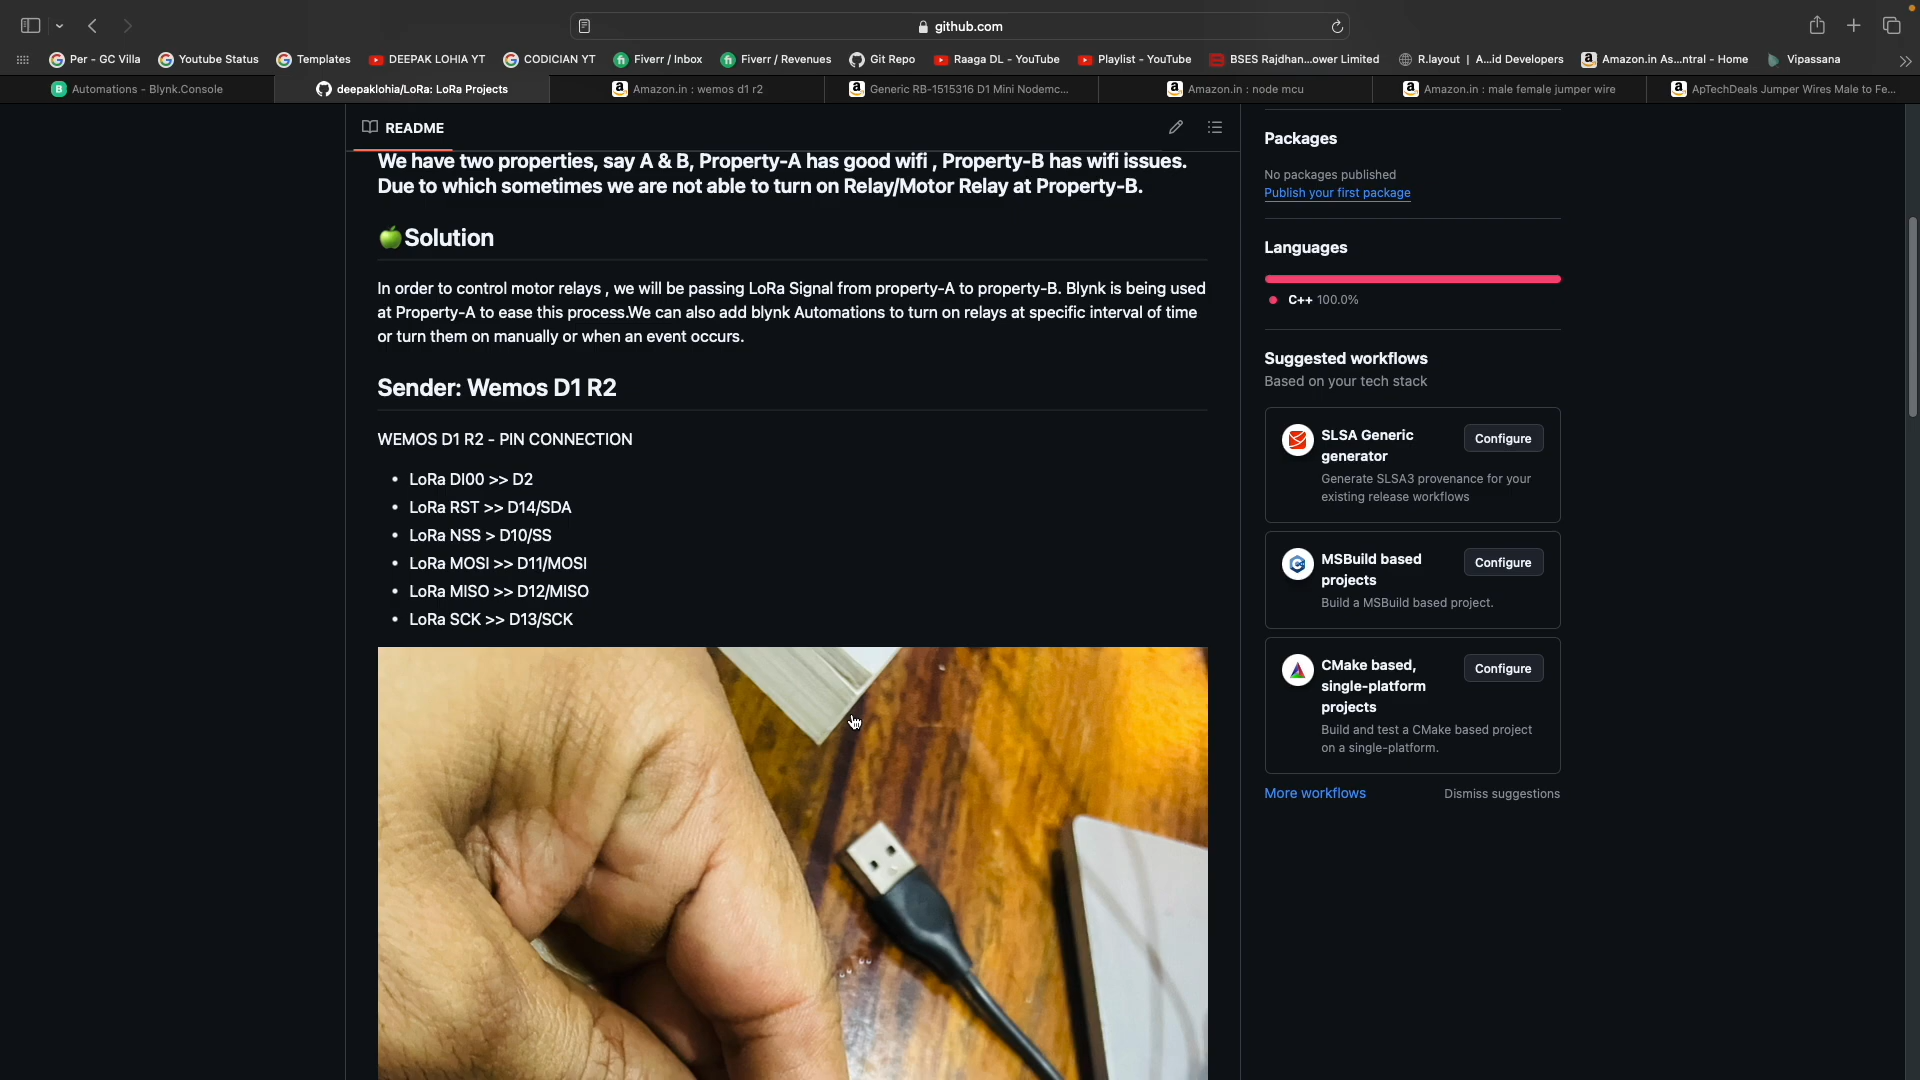 github.com
Per - GC Villa
Youtube Status
Templates
DEEPAK LOHIA YT
CODICIAN YT
Fiverr / Inbox
Fiverr / Revenues
Git Repo
Raaga DL - YouTube
Playlist - YouTube
BSES Rajdhan...ower Limited
R.layout | A...id Developers
Amazon.in As...ntral - Home
Vipassana
Automations - Blynk.Console
deepaklohia/LoRa: LoRa Projects
Amazon.in : wemos d1 r2
Generic RB-1515316 D1 Mini Nodemc...
Amazon.in : node mcu
Amazon.in : male female jumper wire
ApTechDeals Jumper Wires Male to Fe...
README
We have two properties, say A & B, Property-A has good wifi , Property-B has wifi issues.
Due to which sometimes we are not able to turn on Relay/Motor Relay at Property-B.
🍏Solution
In order to control motor relays , we will be passing LoRa Signal from property-A to property-B. Blynk is being used
at Property-A to ease this process.We can also add blynk Automations to turn on relays at specific interval of time
or turn them on manually or when an event occurs.
Sender: Wemos D1 R2
WEMOS D1 R2 - PIN CONNECTION
• LoRa DI00 >> D2
• LoRa RST >> D14/SDA
• LoRa NSS > D10/SS
• LoRa MOSI >> D11/MOSI
• LoRa MISO >> D12/MISO
• LoRa SCK >> D13/SCK
Packages
No packages published
Publish your first package
Languages
C++ 100.0%
Suggested workflows
Based on your tech stack
SLSA Generic
generator
Configure
Generate SLSA3 provenance for your
existing release workflows
MSBuild based
projects
Configure
Build a MSBuild based project.
CMake based,
single-platform
projects
Configure
Build and test a CMake based project
on a single-platform.
More workflows
Dismiss suggestions